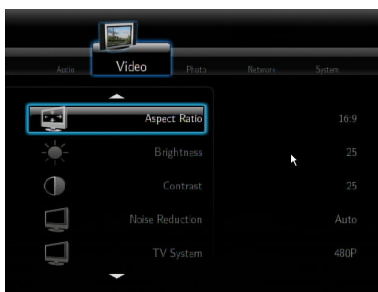 Audio Video Photo Network System
Aspect Ratio 16:9
Brightness 25
Contrast 25
Noise Reduction Auto
TV System 480P